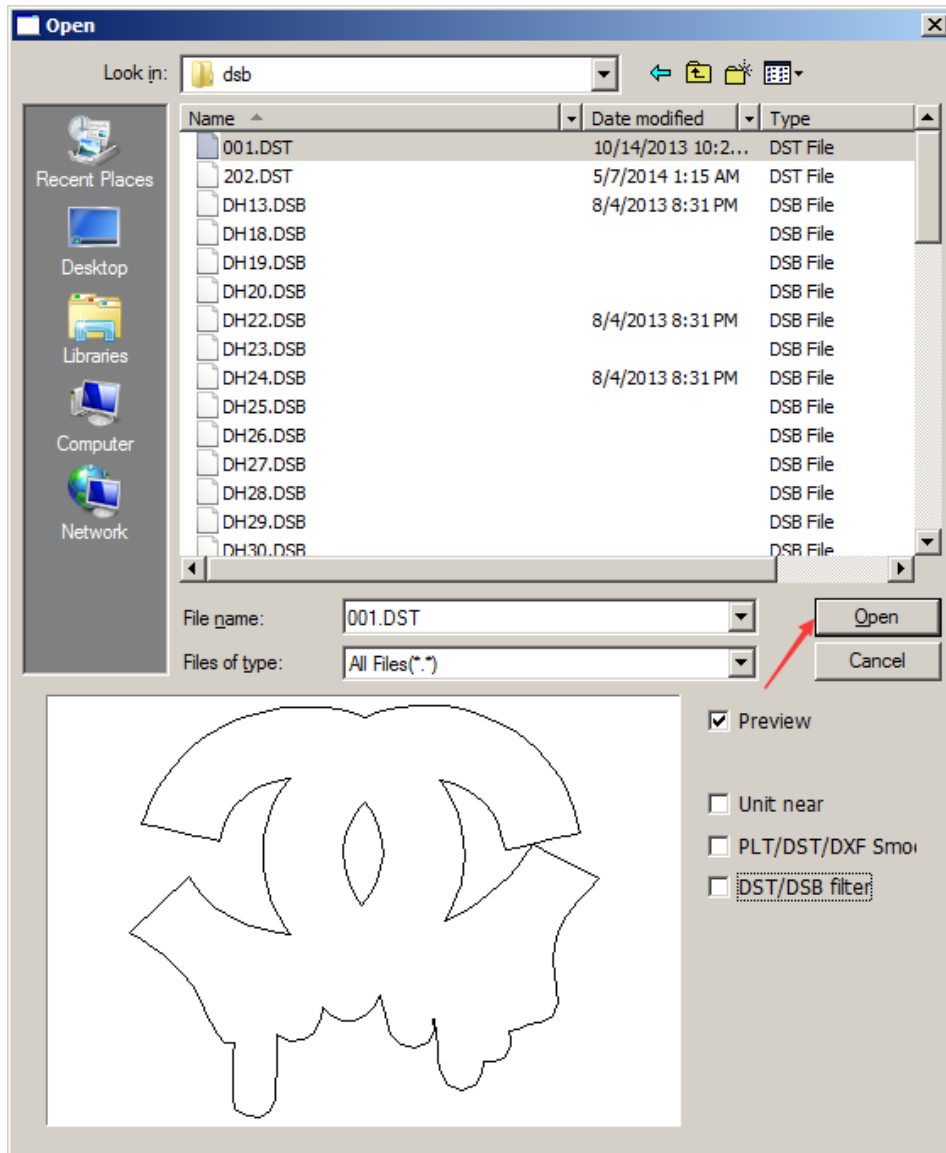 Open
Look in: dsb
Name Date modified Type
001.DST 10/14/2013 10:2... DST File
202.DST 5/7/2014 1:15 AM DST File
DH13.DSB 8/4/2013 8:31 PM DSB File
DH18.DSB DSB File
DH19.DSB DSB File
DH20.DSB DSB File
DH22.DSB 8/4/2013 8:31 PM DSB File
DH23.DSB DSB File
DH24.DSB 8/4/2013 8:31 PM DSB File
DH25.DSB DSB File
DH26.DSB DSB File
DH27.DSB DSB File
DH28.DSB DSB File
DH29.DSB DSB File
DH30.DSB DSB File
Recent Places
Desktop
Libraries
Computer
Network
File name: 001.DST Open
Files of type: All Files(*.*) Cancel
Preview
Unit near
PLT/DST/DXF Smo
DST/DSB filter